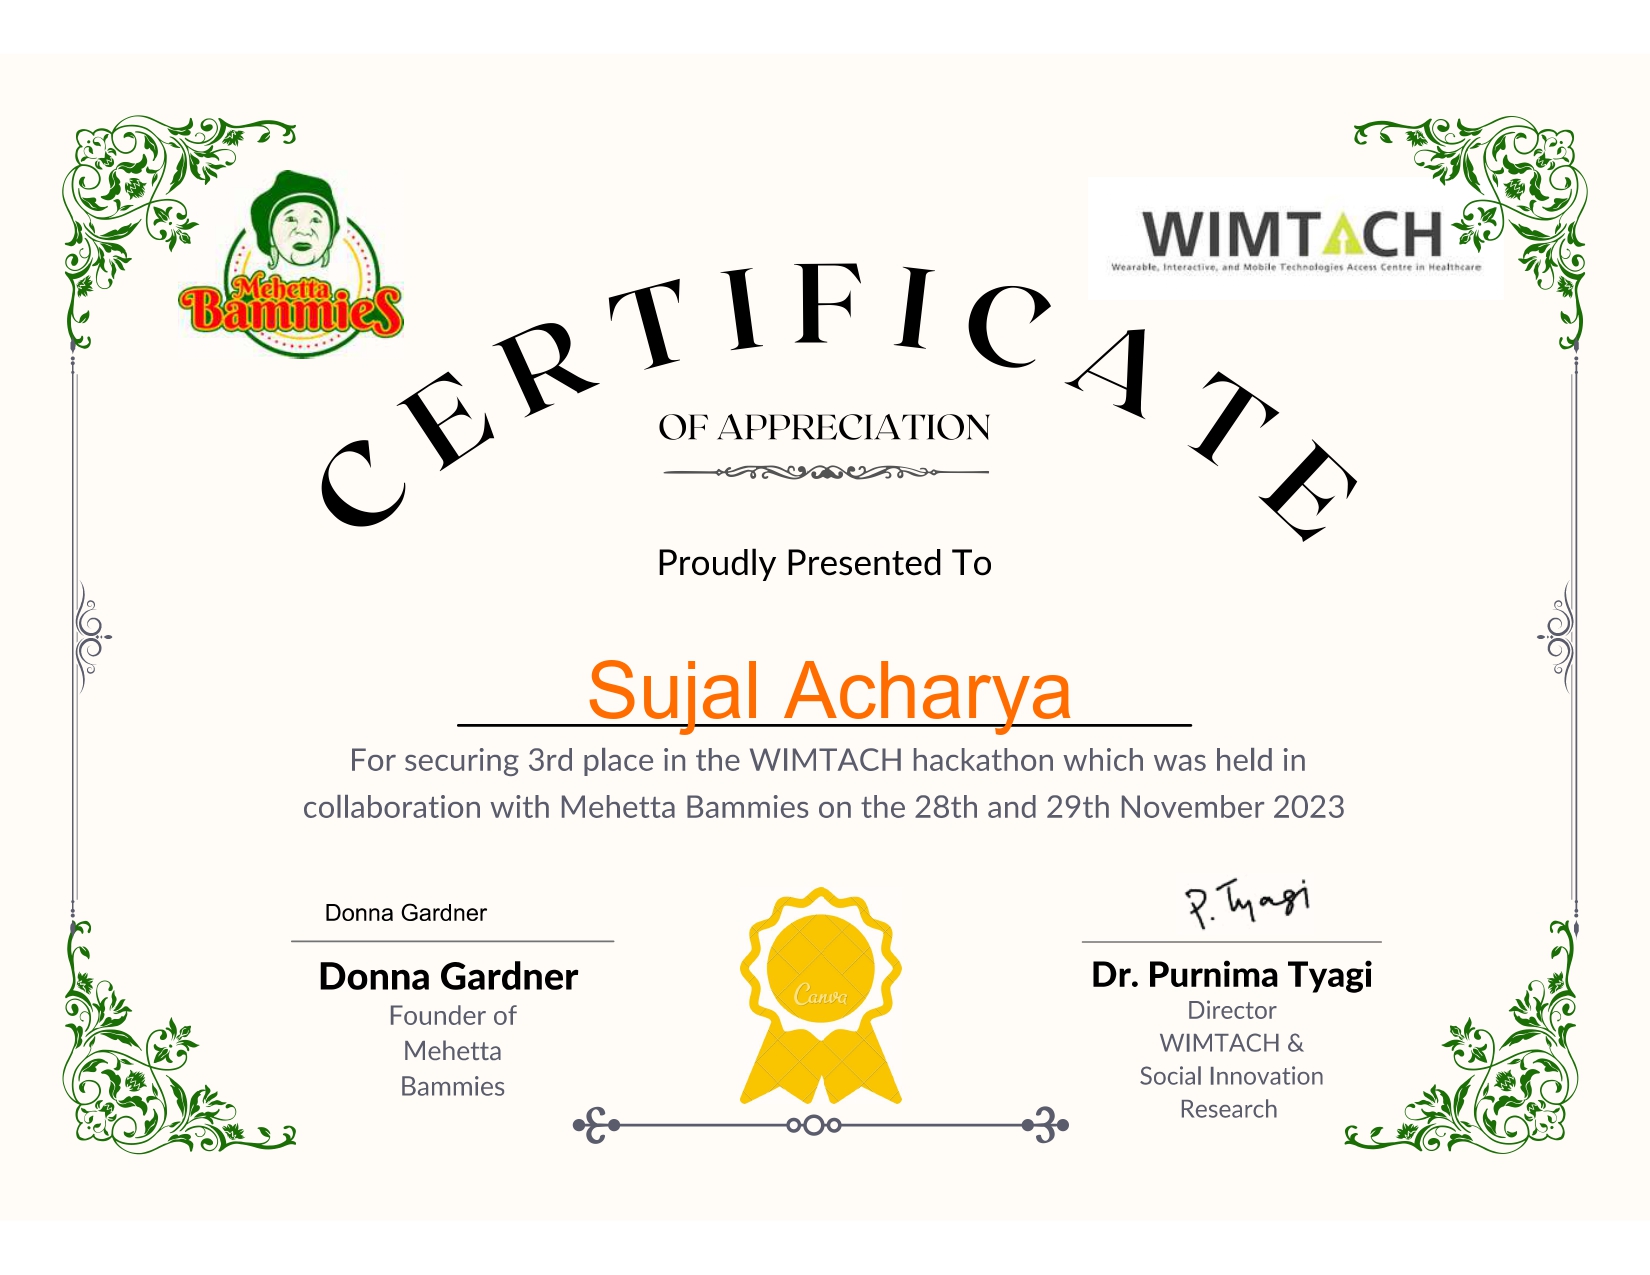 Mehetta
Bammies
WIMTACH
Wearable, Interactive, and Mobile Technologies Access Centre in Healthcare
CERTIFICATE
OF APPRECIATION
Proudly Presented To
Sujal Acharya
For securing 3rd place in the WIMTACH hackathon which was held in
collaboration with Mehetta Bammies on the 28th and 29th November 2023
Donna Gardner
Donna Gardner
Founder of
Mehetta
Bammies
Canva
P. Tyagi
Dr. Purnima Tyagi
Director
WIMTACH &
Social Innovation
Research